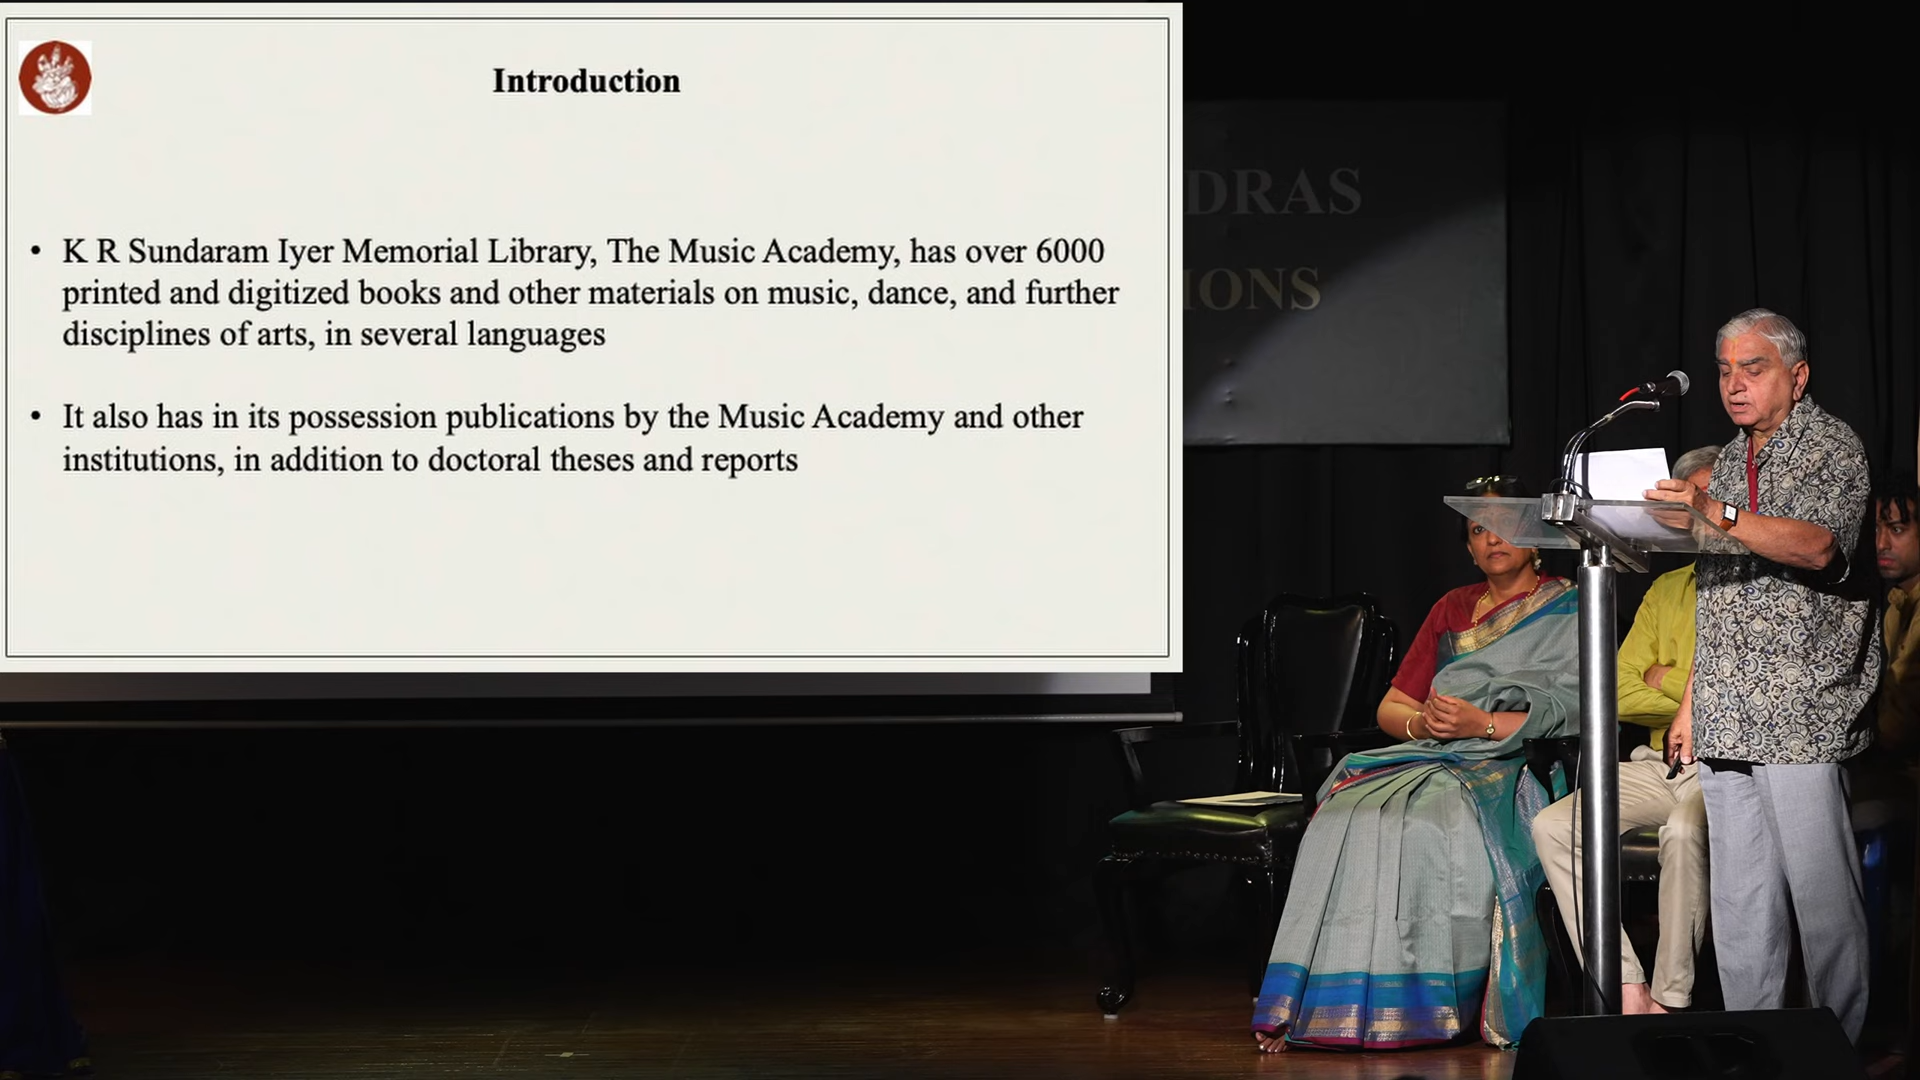 Introduction
• K R Sundaram Iyer Memorial Library, The Music Academy, has over 6000
printed and digitized books and other materials on music, dance, and further
disciplines of arts, in several languages
• It also has in its possession publications by the Music Academy and other
institutions, in addition to doctoral theses and reports
DRAS
IONS